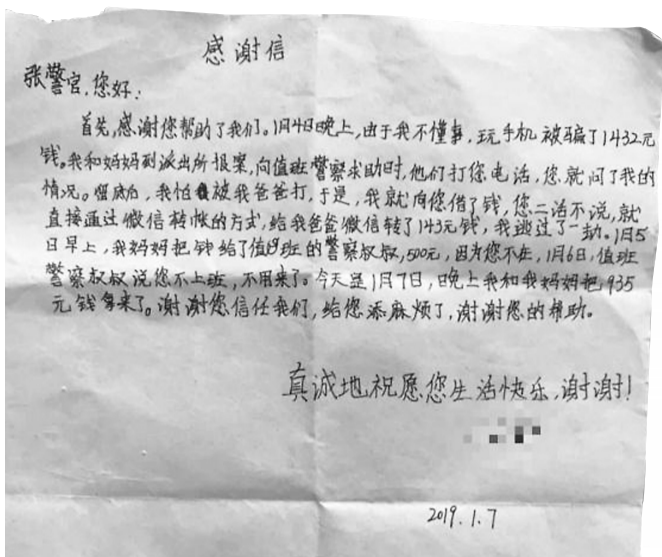 感谢信
张警官,您好:
首先,感谢您帮助了我们。1月4日晚上,由于我不懂事,玩手机被骗了1432元
钱。我和妈妈到派出所报案,向值班警察求助时,他们打您电话,您就问了我的
情况。最后,我怕被我爸爸打,于是,我就向您借了钱,您二话不说,就
直接通过微信转帐的方式,给我爸爸微信转了1435元钱,我逃过了一劫。1月5
日早上,我妈妈把钱给了值班的警察叔叔,500元,因为您不在,1月6日,值班
警察叔叔说您不上班,不用来了。今天是1月7日,晚上我和我妈妈把935
元钱拿来了。谢谢您信任我们,给您添麻烦了,谢谢您的帮助。
真诚地祝愿您生活快乐,谢谢!
2019.1.7